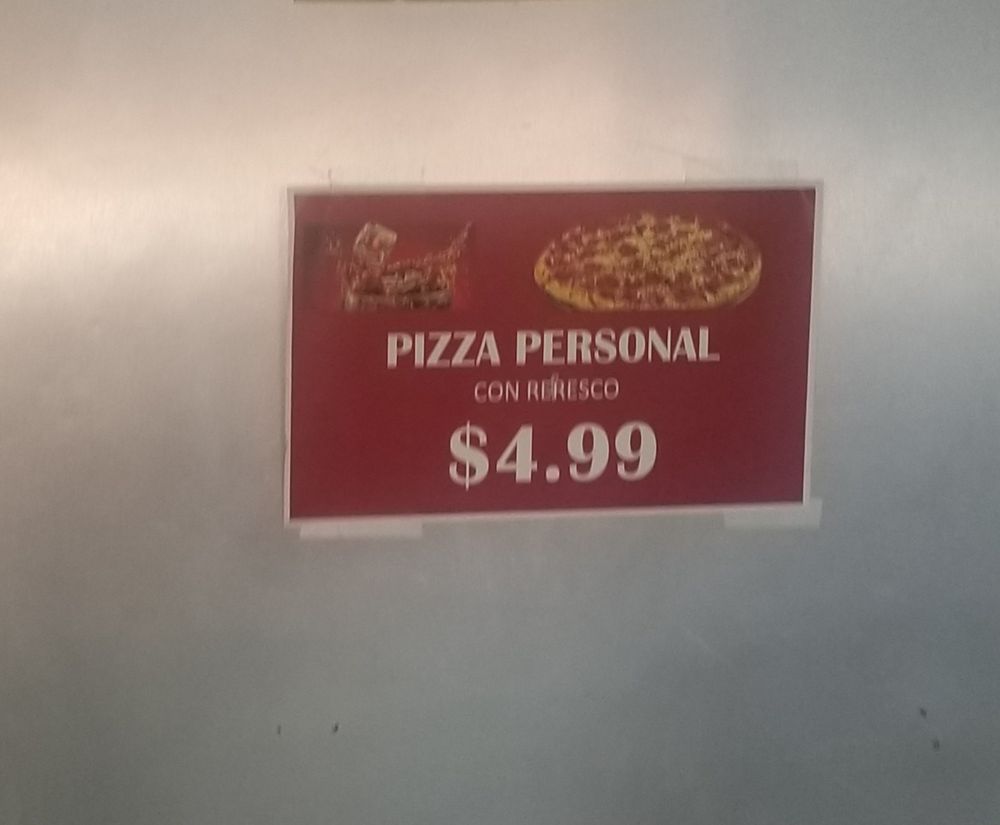 PIZZA PERSONAL
CON REfRESCO
$4.99